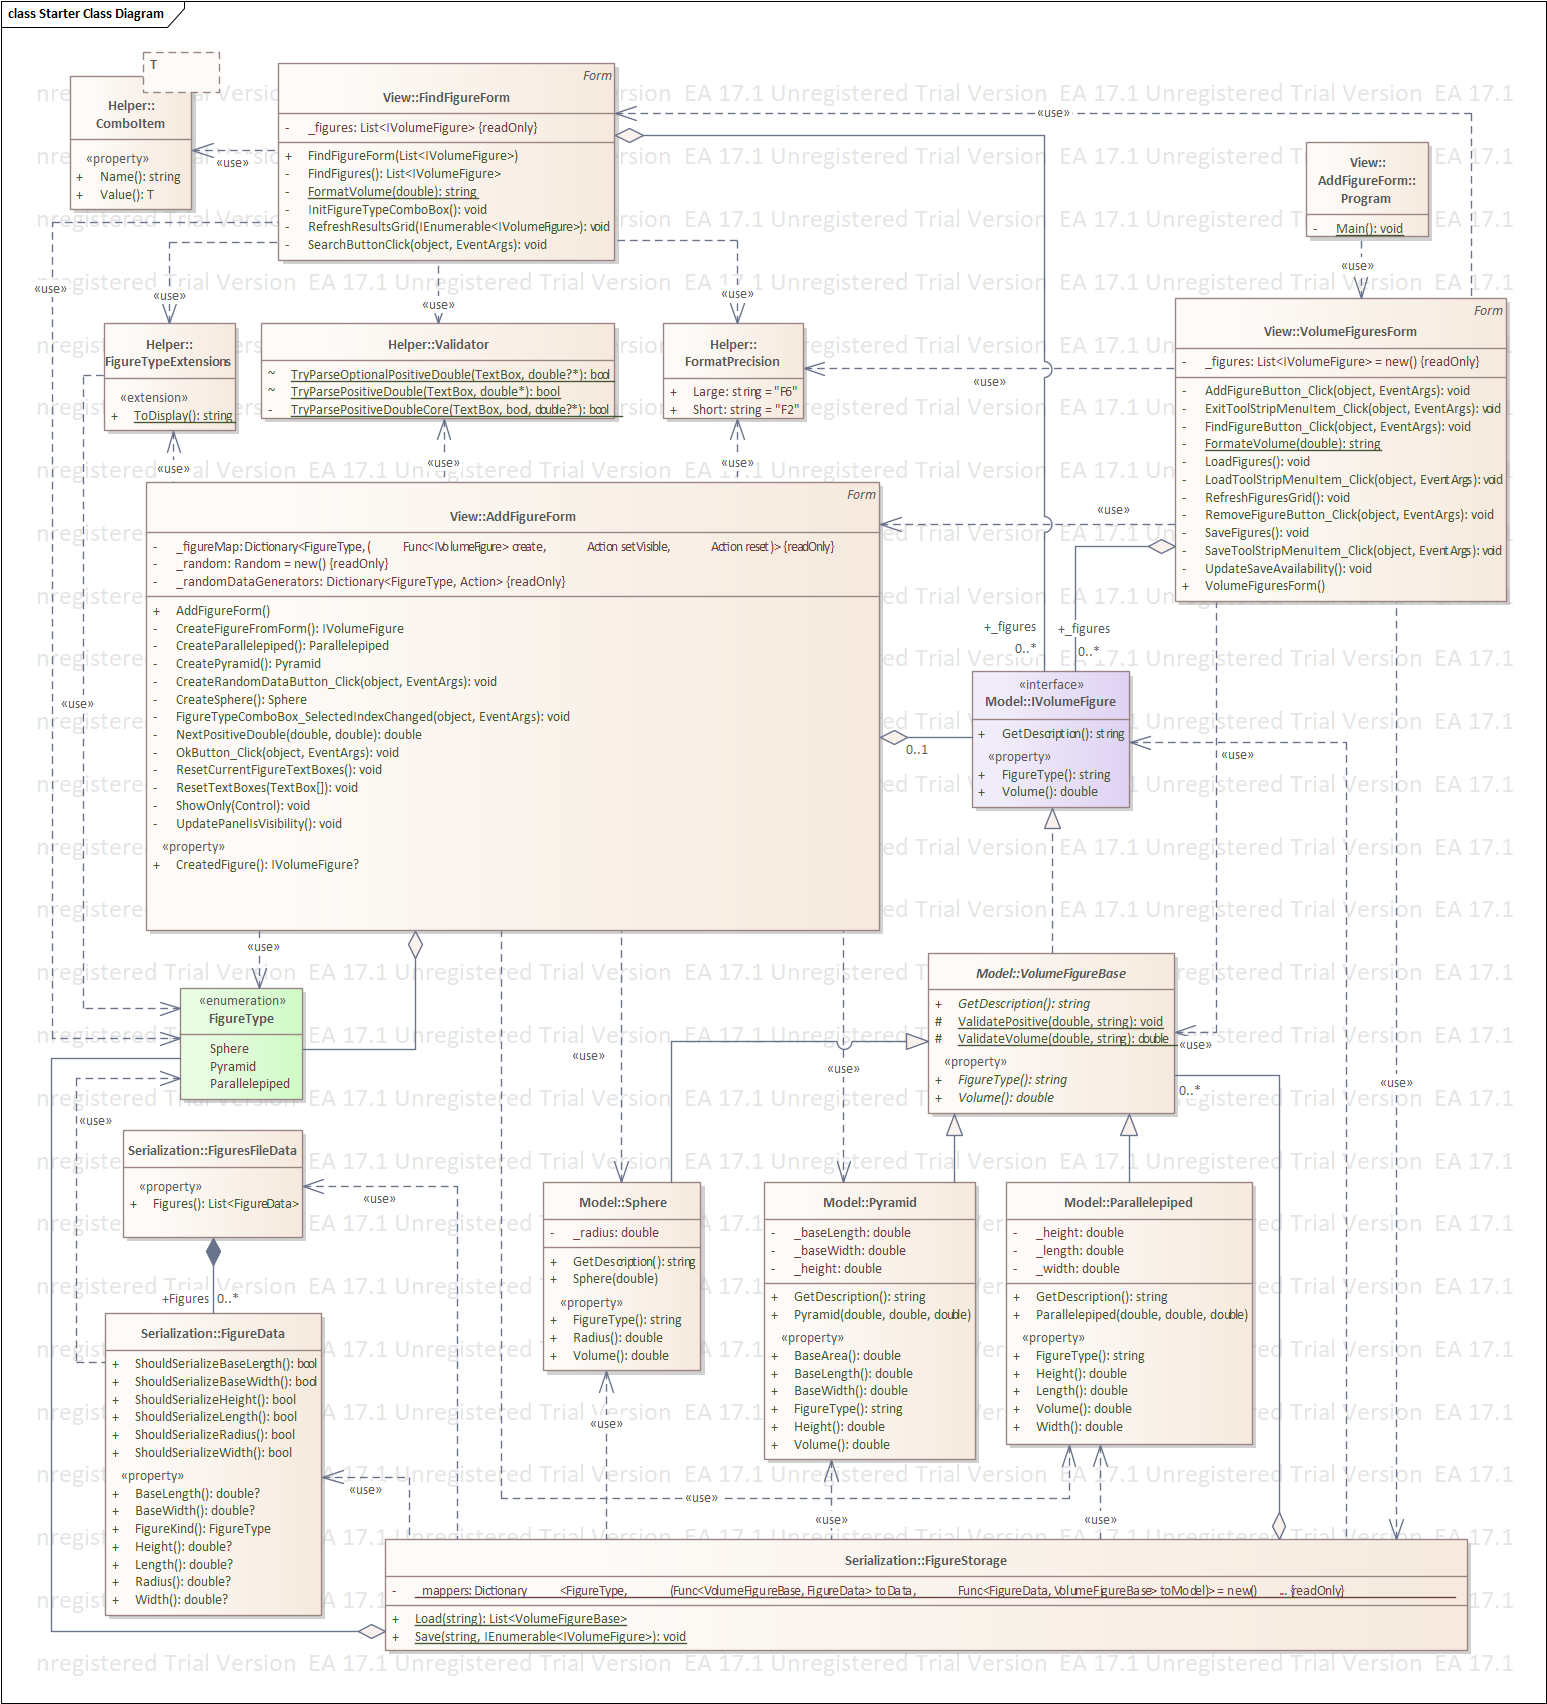 class Starter Class Diagram
T
Helper::
ComboItem
«property»
+ Name(): string
+ Value(): T
Form
View::FindFigureForm
- _figures: List<IVolumeFigure> {readOnly}
+ FindFigureForm(List<IVolumeFigure>)
- FindFigures(): List<IVolumeFigure>
- FormatVolume(double): string
- InitFigureTypeComboBox(): void
- RefreshResultsGrid(IEnumerable<IVolumeFigure>): void
- SearchButtonClick(object, EventArgs): void
«use»
«use»
View::
AddFigureForm::
Program
- Main(): void
«use»
«use»
«use»
«use»
«use»
Helper::
FigureTypeExtensions
«extension»
+ ToDisplay(): string
Helper::Validator
~ TryParseOptionalPositiveDouble(TextBox, double?*): bool
~ TryParsePositiveDouble(TextBox, double*): bool
- TryParsePositiveDoubleCore(TextBox, bool, double?*): bool
Helper::
FormatPrecision
+ Large: string = "F6"
+ Short: string = "F2"
Form
View::VolumeFiguresForm
- _figures: List<IVolumeFigure> = new() {readOnly}
- AddFigureButton_Click(object, EventArgs): void
- ExitToolStripMenuItem_Click(object, EventArgs): void
- FindFigureButton_Click(object, EventArgs): void
- FormateVolume(double): string
- LoadFigures(): void
- LoadToolStripMenuItem_Click(object, EventArgs): void
- RefreshFiguresGrid(): void
- RemoveFigureButton_Click(object, EventArgs): void
- SaveFigures(): void
- SaveToolStripMenuItem_Click(object, EventArgs): void
- UpdateSaveAvailability(): void
+ VolumeFiguresForm()
«use»
«use»
«use»
«use»
«use»
Form
View::AddFigureForm
- _figureMap: Dictionary<FigureType, ( Func<IVolumeFigure> create, Action setVisible, Action reset)> {readOnly}
- _random: Random = new() {readOnly}
- _randomDataGenerators: Dictionary<FigureType, Action> {readOnly}
+ AddFigureForm()
- CreateFigureFromForm(): IVolumeFigure
- CreateParallelepiped(): Parallelepiped
- CreatePyramid(): Pyramid
- CreateRandomDataButton_Click(object, EventArgs): void
- CreateSphere(): Sphere
- FigureTypeComboBox_SelectedIndexChanged(object, EventArgs): void
- NextPositiveDouble(double, double): double
- OkButton_Click(object, EventArgs): void
- ResetCurrentFigureTextBoxes(): void
- ResetTextBoxes(TextBox[]): void
- ShowOnly(Control): void
- UpdatePanelIsVisibility(): void
«property»
+ CreatedFigure(): IVolumeFigure?
+_figures
0..*
+_figures
0..*
«interface»
Model::IVolumeFigure
+ GetDescription(): string
«property»
+ FigureType(): string
+ Volume(): double
0..1
«use»
«use»
«use»
«enumeration»
FigureType
Sphere
Pyramid
Parallelepiped
Model::VolumeFigureBase
+ GetDescription(): string
# ValidatePositive(double, string): void
# ValidateVolume(double, string): double
«property»
+ FigureType(): string
+ Volume(): double
«use»
«use»
«use»
«use»
0..*
«use»
Serialization::FiguresFileData
«property»
+ Figures(): List<FigureData>
«use»
+Figures
0..*
Model::Sphere
- _radius: double
+ GetDescription(): string
+ Sphere(double)
«property»
+ FigureType(): string
+ Radius(): double
+ Volume(): double
Model::Pyramid
- _baseLength: double
- _baseWidth: double
- _height: double
+ GetDescription(): string
+ Pyramid(double, double, double)
«property»
+ BaseArea(): double
+ BaseLength(): double
+ BaseWidth(): double
+ FigureType(): string
+ Height(): double
+ Volume(): double
Model::Parallelepiped
- _height: double
- _length: double
- _width: double
+ GetDescription(): string
+ Parallelepiped(double, double, double)
«property»
+ FigureType(): string
+ Height(): double
+ Length(): double
+ Volume(): double
+ Width(): double
Serialization::FigureData
+ ShouldSerializeBaseLength(): bool
+ ShouldSerializeBaseWidth(): bool
+ ShouldSerializeHeight(): bool
+ ShouldSerializeLength(): bool
+ ShouldSerializeRadius(): bool
+ ShouldSerializeWidth(): bool
«property»
+ BaseLength(): double?
+ BaseWidth(): double?
+ FigureKind(): FigureType
+ Height(): double?
+ Length(): double?
+ Radius(): double?
+ Width(): double?
«use»
«use»
«use»
«use»
«use»
Serialization::FigureStorage
- _mappers: Dictionary <FigureType, (Func<VolumeFigureBase, FigureData> toData, Func<FigureData, VolumeFigureBase> toModel)> = new() ... {readOnly}
+ Load(string): List<VolumeFigureBase>
+ Save(string, IEnumerable<IVolumeFigure>): void